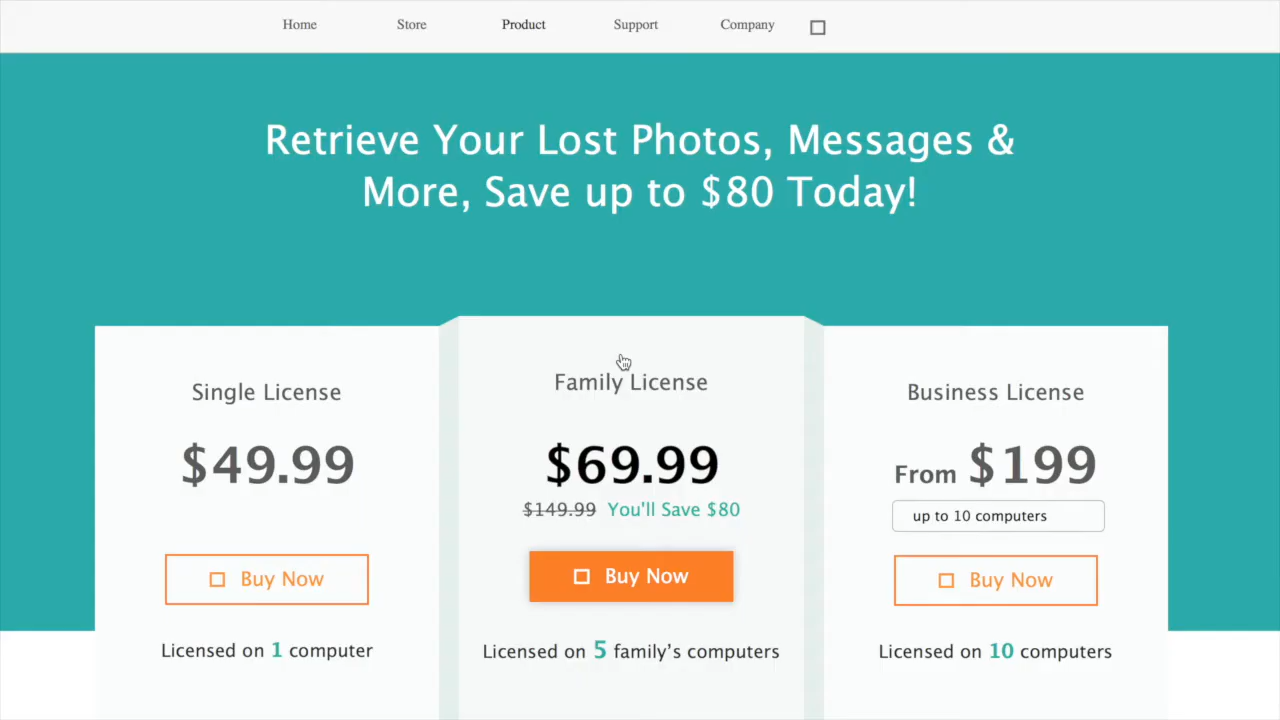 Home Store Product Support Company
Retrieve Your Lost Photos, Messages &
More, Save up to $80 Today!
Single License
$49.99
Buy Now
Licensed on 1 computer
Family License
$69.99
$149.99 You'll Save $80
Buy Now
Licensed on 5 family's computers
Business License
From $199
up to 10 computers
Buy Now
Licensed on 10 computers